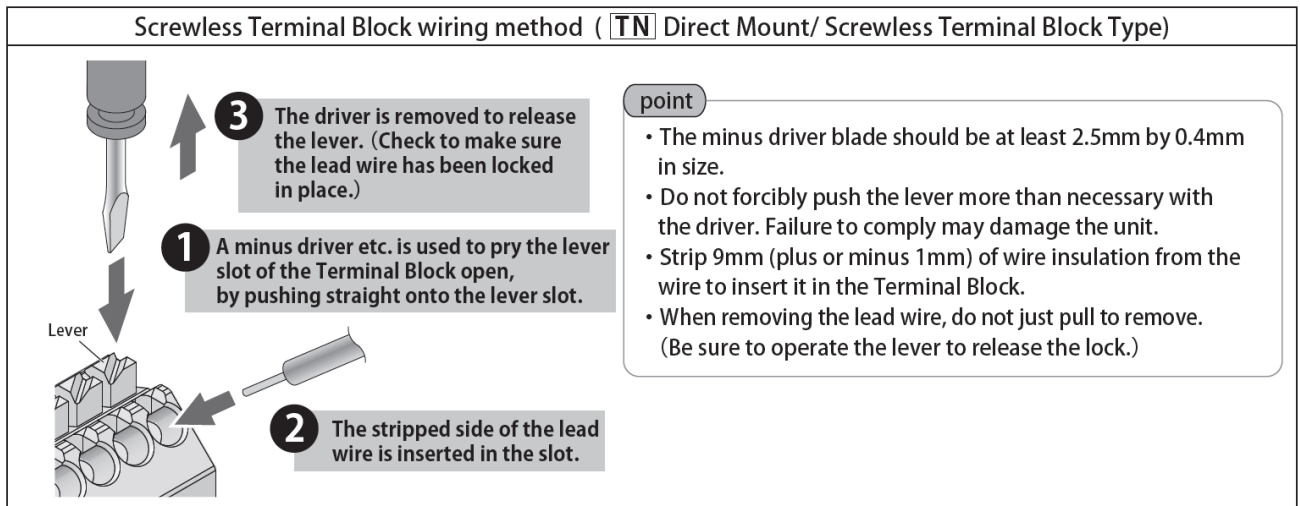 Screwless Terminal Block wiring method ( TN Direct Mount/ Screwless Terminal Block Type)
3 The driver is removed to release
the lever. (Check to make sure
the lead wire has been locked
in place.)
1 A minus driver etc. is used to pry the lever
slot of the Terminal Block open,
by pushing straight onto the lever slot.
Lever
2 The stripped side of the lead
wire is inserted in the slot.
point
・The minus driver blade should be at least 2.5mm by 0.4mm
in size.
・Do not forcibly push the lever more than necessary with
the driver. Failure to comply may damage the unit.
・Strip 9mm (plus or minus 1mm) of wire insulation from the
wire to insert it in the Terminal Block.
・When removing the lead wire, do not just pull to remove.
(Be sure to operate the lever to release the lock.)